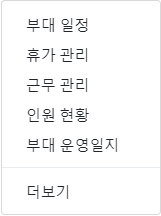 부대 일정
휴가 관리
근무 관리
인원 현황
부대 운영일지
더보기